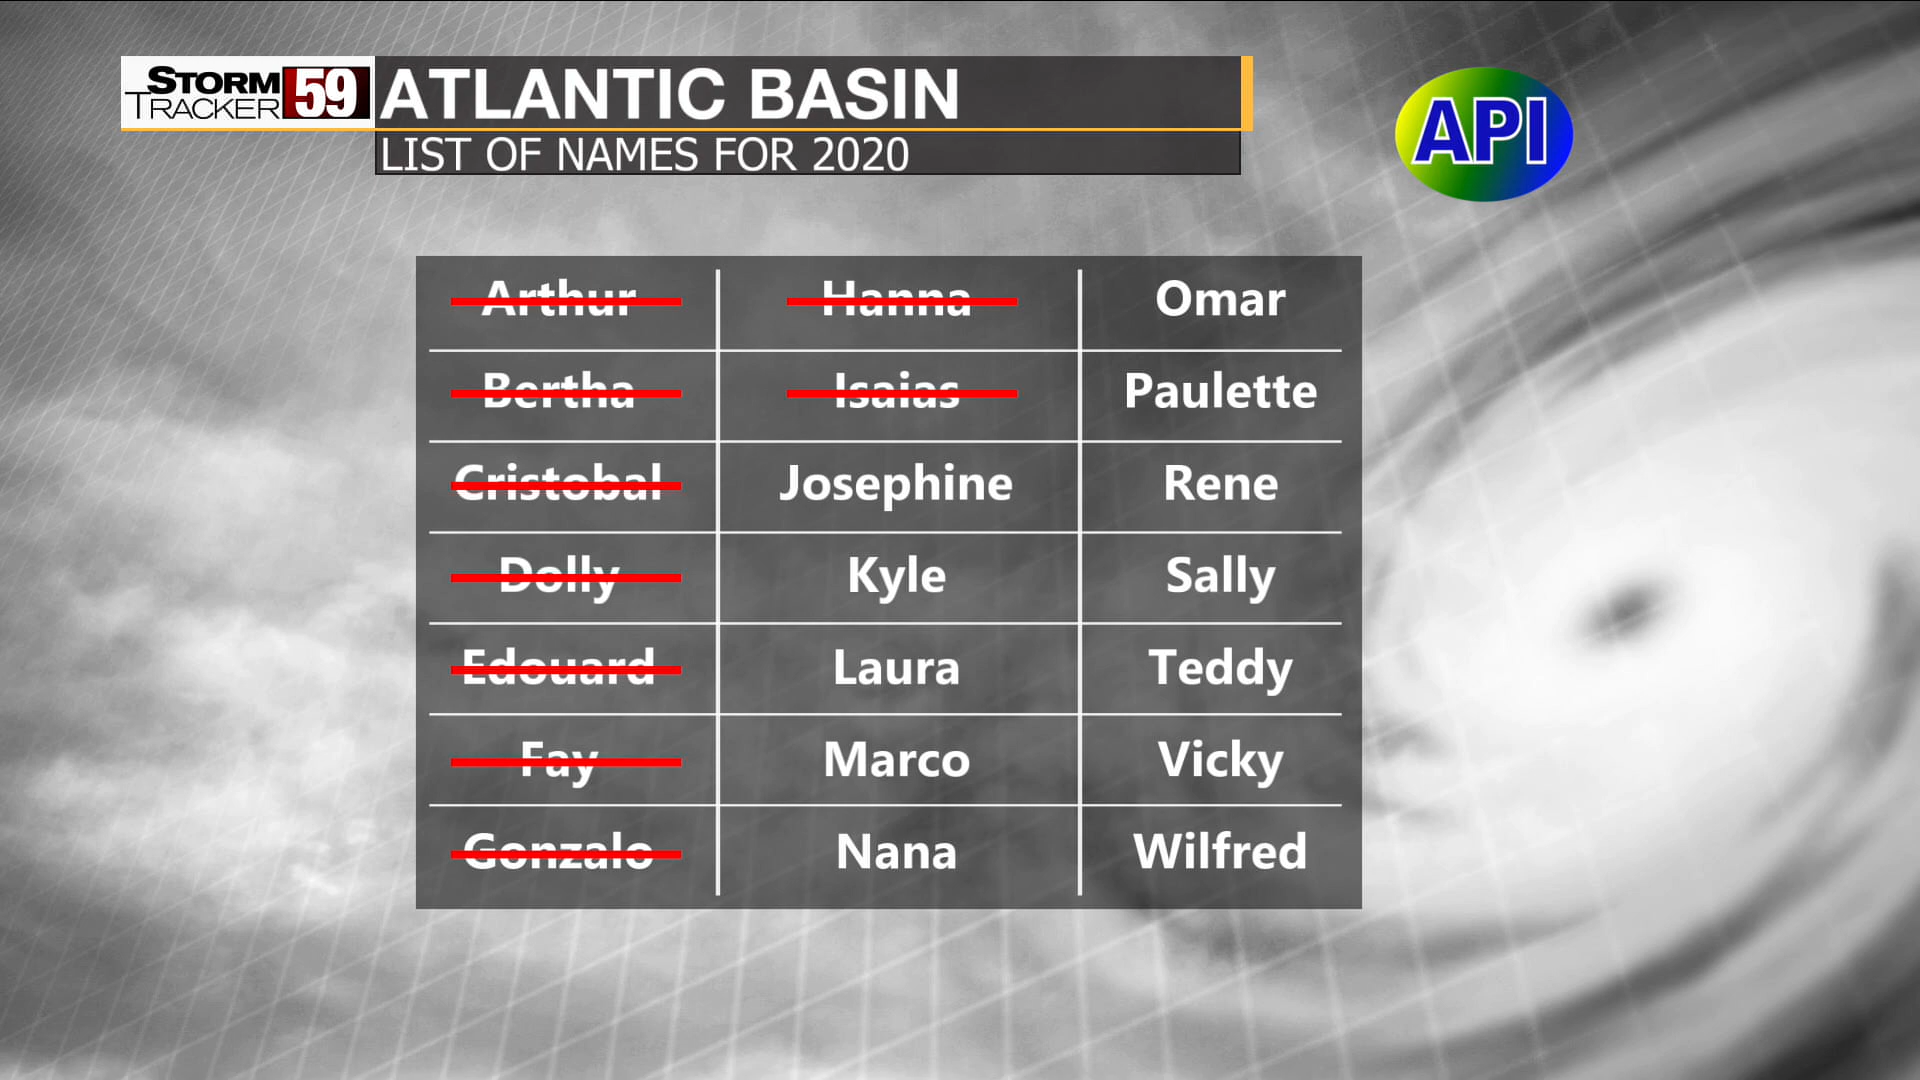 STORM TRACKER 59
ATLANTIC BASIN
LIST OF NAMES FOR 2020
API
Arthur Hanna Omar
Bertha Isaias Paulette
Cristobal Josephine Rene
Dolly Kyle Sally
Edouard Laura Teddy
Fay Marco Vicky
Gonzalo Nana Wilfred